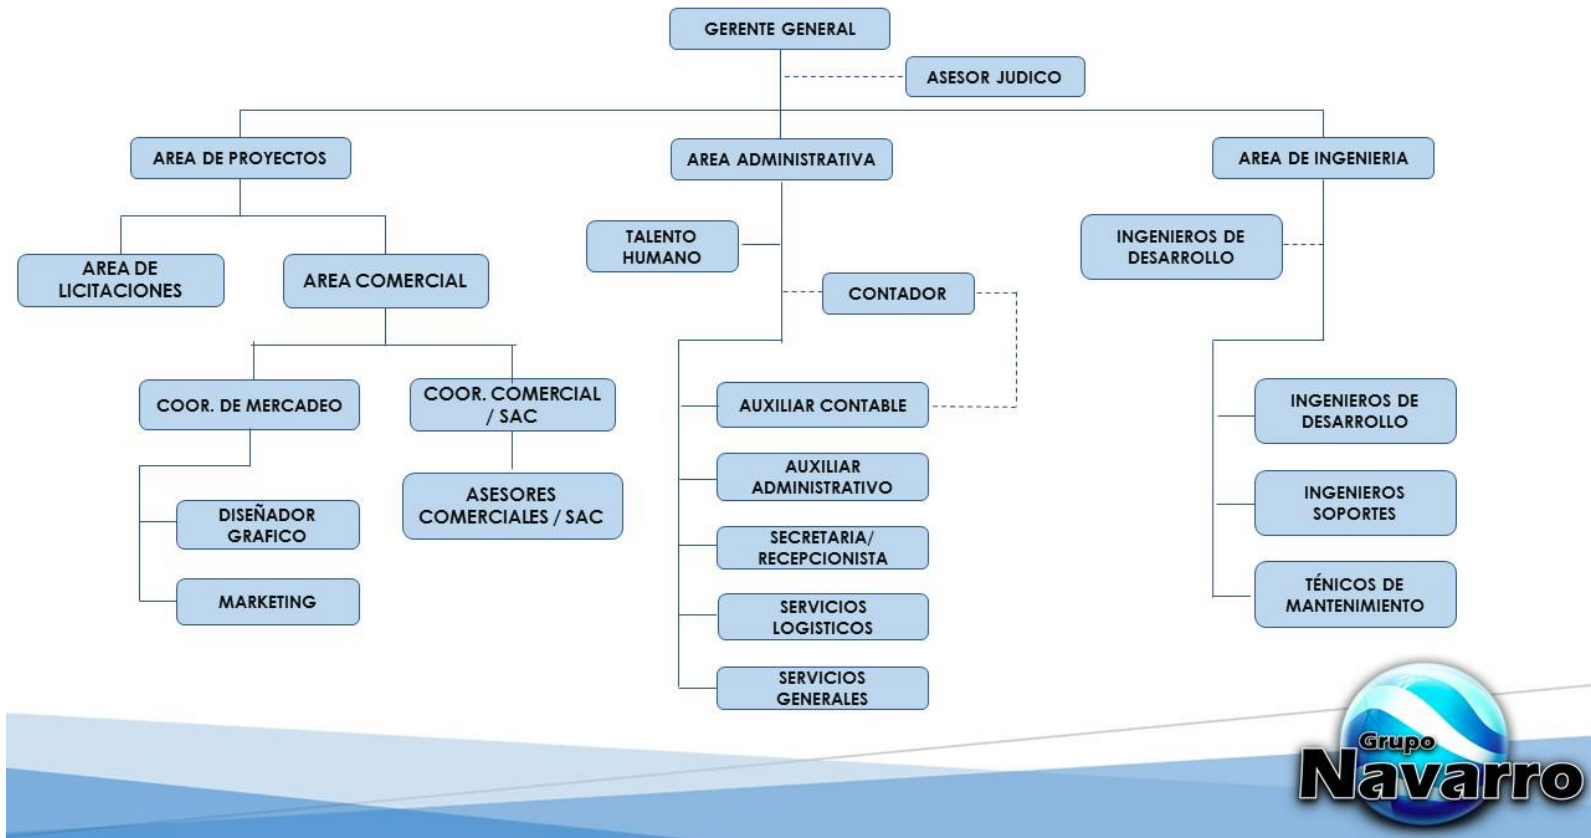 GERENTE GENERAL
ASESOR JUDICO
AREA DE PROYECTOS
AREA ADMINISTRATIVA
AREA DE INGENIERIA
TALENTO
HUMANO
INGENIEROS DE
DESARROLLO
AREA DE
LICITACIONES
AREA COMERCIAL
CONTADOR
COOR. DE MERCADEO
COOR. COMERCIAL
/ SAC
AUXILIAR CONTABLE
INGENIEROS DE
DESARROLLO
ASESORES
COMERCIALES / SAC
AUXILIAR
ADMINISTRATIVO
DISEÑADOR
GRAFICO
INGENIEROS
SOPORTES
SECRETARIA/
RECEPCIONISTA
MARKETING
SERVICIOS
LOGISTICOS
TÉNICOS DE
MANTENIMIENTO
SERVICIOS
GENERALES
Grupo
Navarro